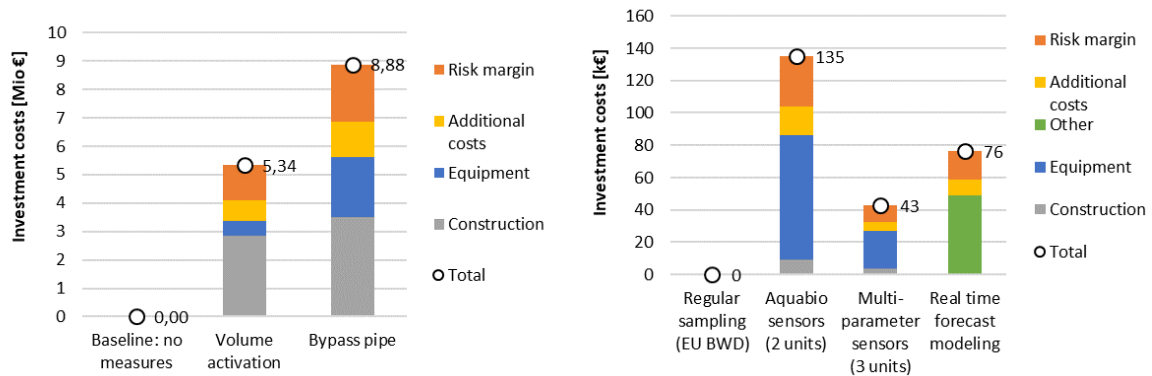 Investment costs [Mio €]
10
9
8
7
6
5
4
3
2
1
0
0,00
5,34
8,88
Baseline: no
measures
Volume
activation
Bypass pipe
Risk margin
Additional
costs
Equipment
Construction
Total
Investment costs [k€]
160
140
120
100
80
60
40
20
0
0
135
43
76
Regular
sampling
(EU BWD)
Aquabio
sensors
(2 units)
Multi-
parameter
sensors
(3 units)
Real time
forecast
modeling
Risk margin
Additional
costs
Other
Equipment
Construction
Total